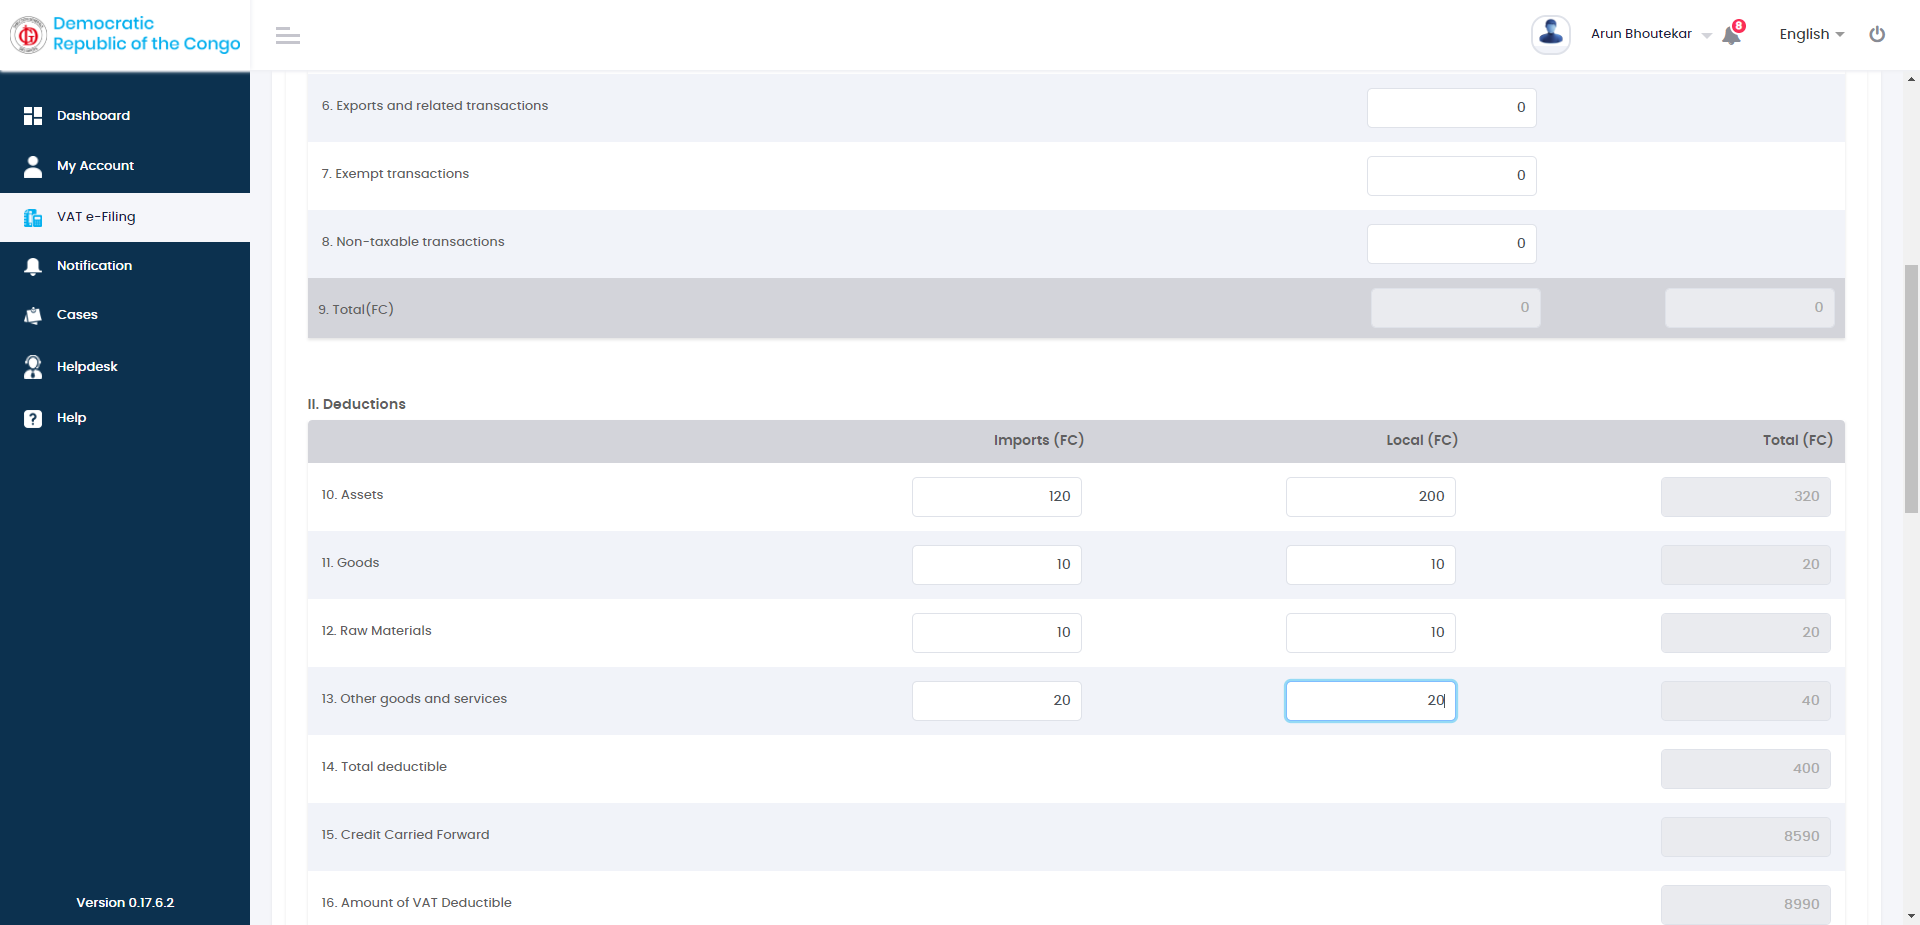 Democratic
Republic of the Congo
Arun Bhoutekar
8
English
Dashboard
My Account
VAT e-Filing
Notification
Cases
Helpdesk
? Help
Version 0.17.6.2
6. Exports and related transactions 0
7. Exempt transactions 0
8. Non-taxable transactions 0
9. Total(FC) 0 0
II. Deductions
Imports (FC) Local (FC) Total (FC)
10. Assets 120 200 320
11. Goods 10 10 20
12. Raw Materials 10 10 20
13. Other goods and services 20 20 40
14. Total deductible 400
15. Credit Carried Forward 8590
16. Amount of VAT Deductible 8990